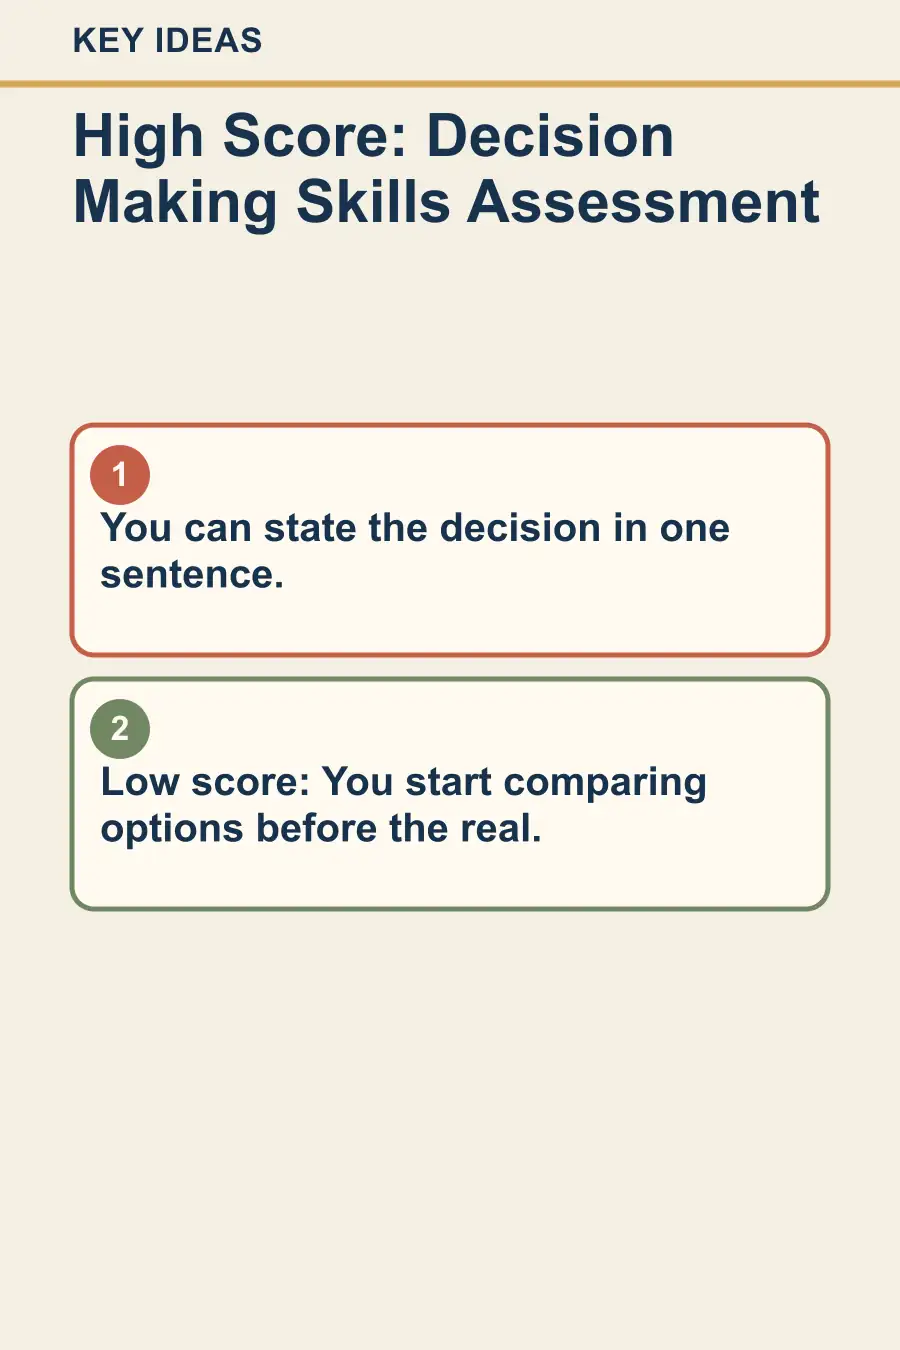 KEY IDEAS
High Score: Decision
Making Skills Assessment
1
You can state the decision in one
sentence.
2
Low score: You start comparing
options before the real.